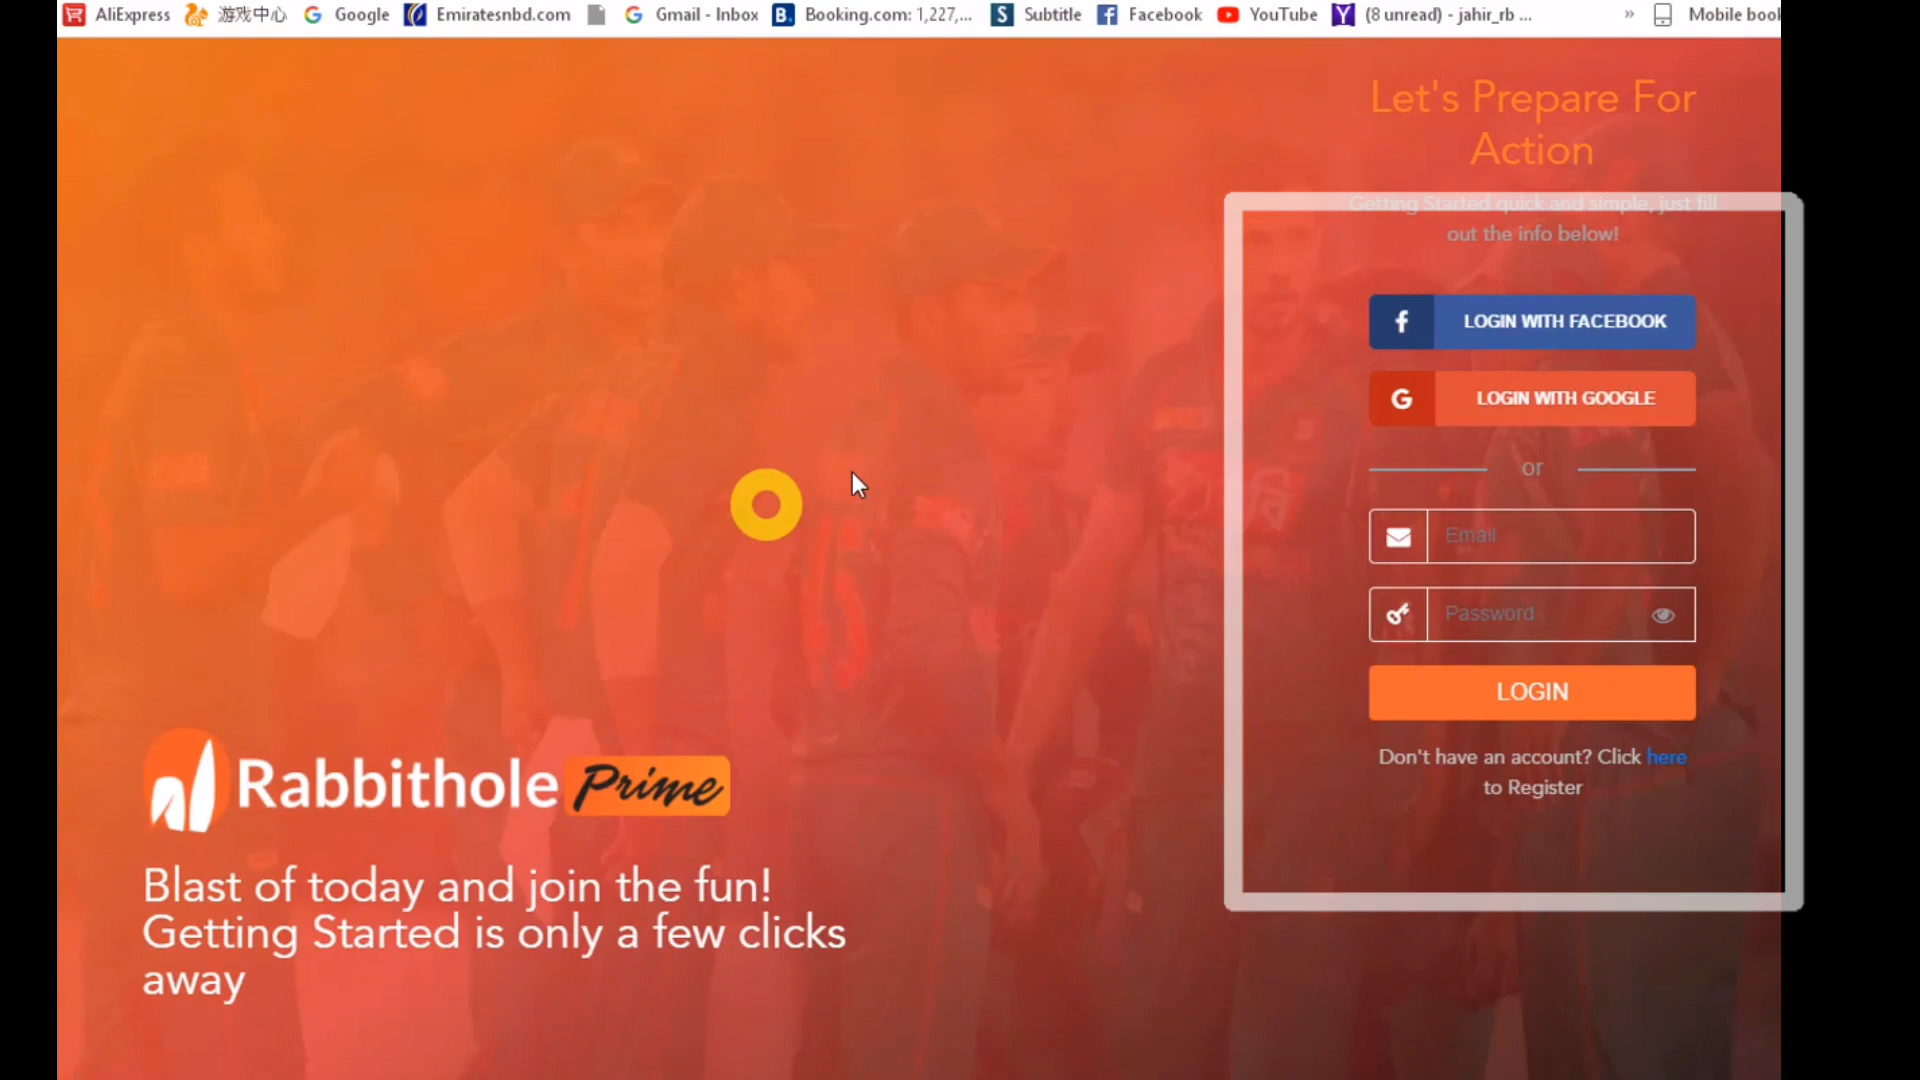 AliExpress 游戏中心 Google Emiratesnbd.com Gmail - Inbox Booking.com: 1,227,... Subtitle Facebook YouTube (8 unread) - jahir_rb ... » Mobile book
Let's Prepare For
Action
Getting Started quick and simple, just fill
out the info below!
LOGIN WITH FACEBOOK
LOGIN WITH GOOGLE
or
Email
Password
LOGIN
Don't have an account? Click here
to Register
Rabbithole Prime
Blast of today and join the fun!
Getting Started is only a few clicks
away